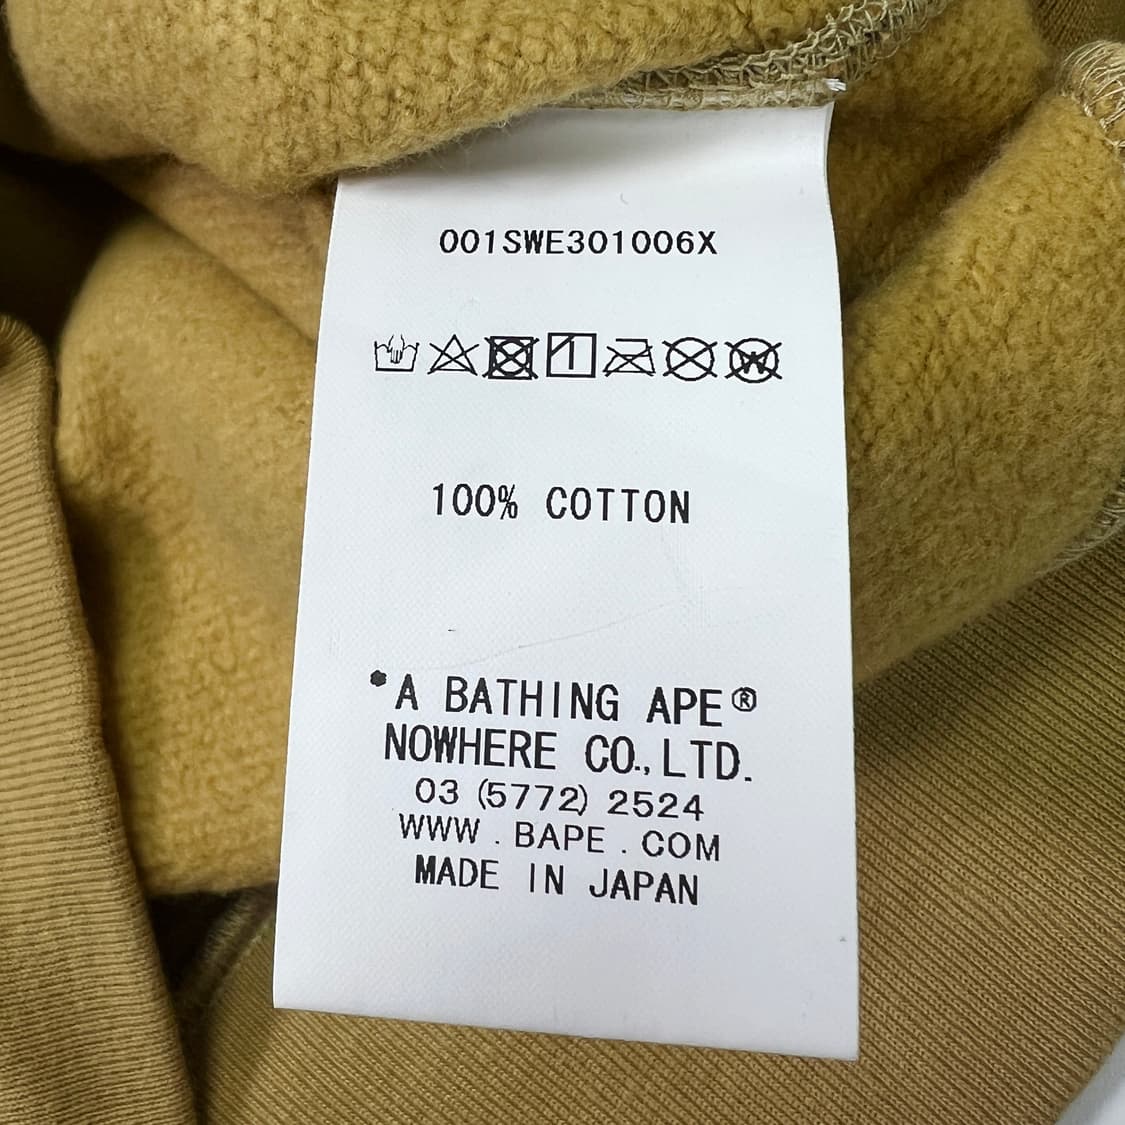 001SWE301006X
100% COTTON
A BATHING APE®
NOWHERE CO., LTD.
03 (5772) 2524
WWW . BAPE . COM
MADE IN JAPAN